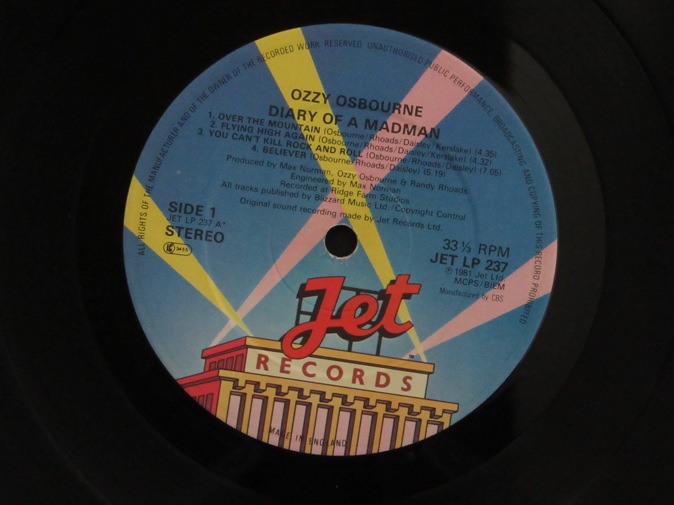 ALL RIGHTS OF THE MANUFACTURER AND OF THE OWNER OF THE RECORDED WORK RESERVED. UNAUTHORISED PUBLIC PERFORMANCE, BROADCASTING AND COPYING OF THIS RECORD PROHIBITED
OZZY OSBOURNE
DIARY OF A MADMAN
1. OVER THE MOUNTAIN (Osbourne/Rhoads/Daisley/Kerslake) (4.35)
2. FLYING HIGH AGAIN (Osbourne/Rhoads/Daisley/Kerslake) (4.32)
3. YOU CAN'T KILL ROCK AND ROLL (Osbourne/Rhoads/Daisley) (7.05)
4. BELIEVER (Osbourne/Rhoads/Daisley) (5.19)
Produced by Max Norman, Ozzy Osbourne & Randy Rhoads
Engineered by Max Norman
Recorded at Ridge Farm Studios
All tracks published by Blizzard Music Ltd./Copyright Control
Original sound recording made by Jet Records Ltd.
SIDE 1
JET LP 237 A*
STEREO
33⅓ RPM
JET LP 237
℗ 1981 Jet Ltd.
MCPS/BIEM
Manufactured by CBS
Jet
RECORDS
MADE IN ENGLAND